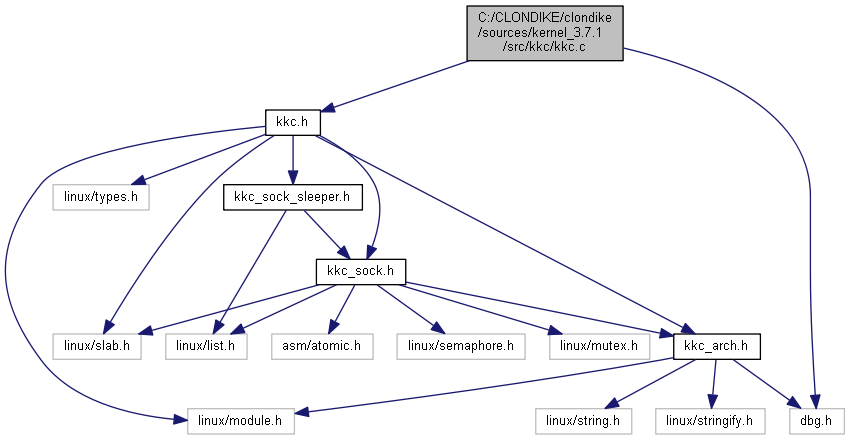 C:/CLONDIKE/clondike
/sources/kernel_3.7.1
/src/kkc/kkc.c
kkc.h
linux/types.h
kkc_sock_sleeper.h
kkc_sock.h
linux/slab.h
linux/list.h
asm/atomic.h
linux/semaphore.h
linux/mutex.h
kkc_arch.h
linux/module.h
linux/string.h
linux/stringify.h
dbg.h